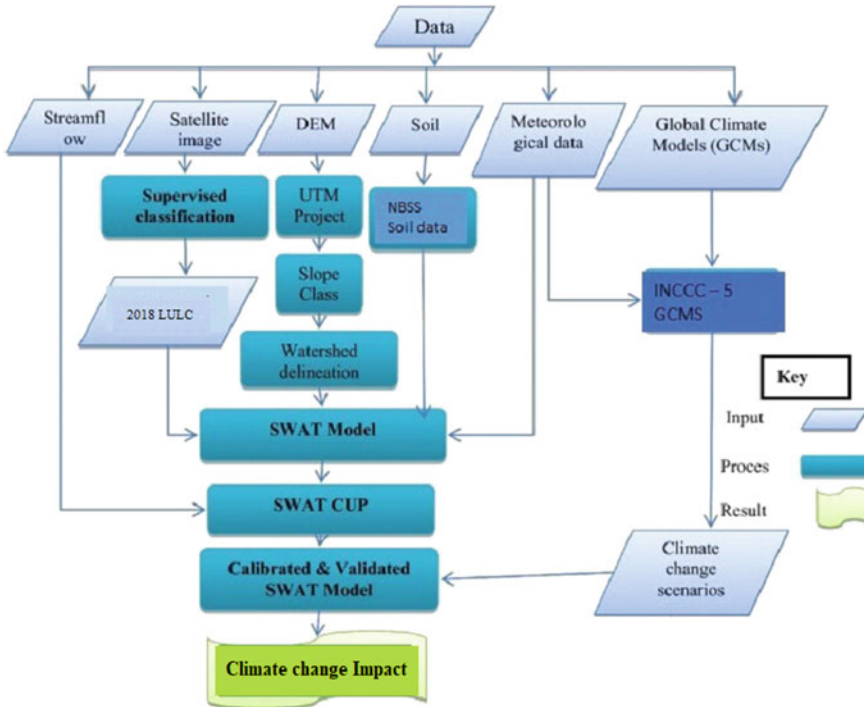 Data
Streamfl
ow
Satellite
image
DEM
Soil
Meteorolo
gical data
Global Climate
Models (GCMs)
Supervised
classification
UTM
Project
NBSS
Soil data
Slope
Class
INCCC – 5
GCMS
2018 LULC
Watershed
delineation
Key
SWAT Model
Input
Proces
SWAT CUP
Result
Calibrated & Validated
SWAT Model
Climate
change
scenarios
Climate change Impact